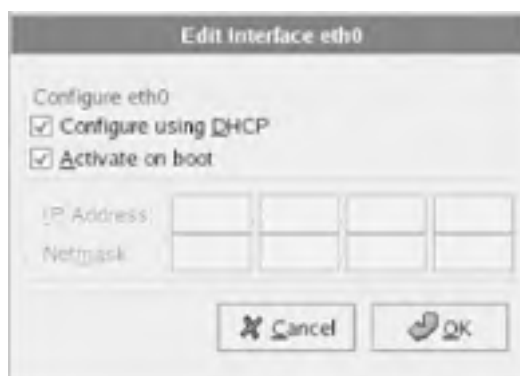 Edit Interface eth0
Configure eth0
Configure using DHCP
Activate on boot
IP Address
Netmask
Cancel
OK